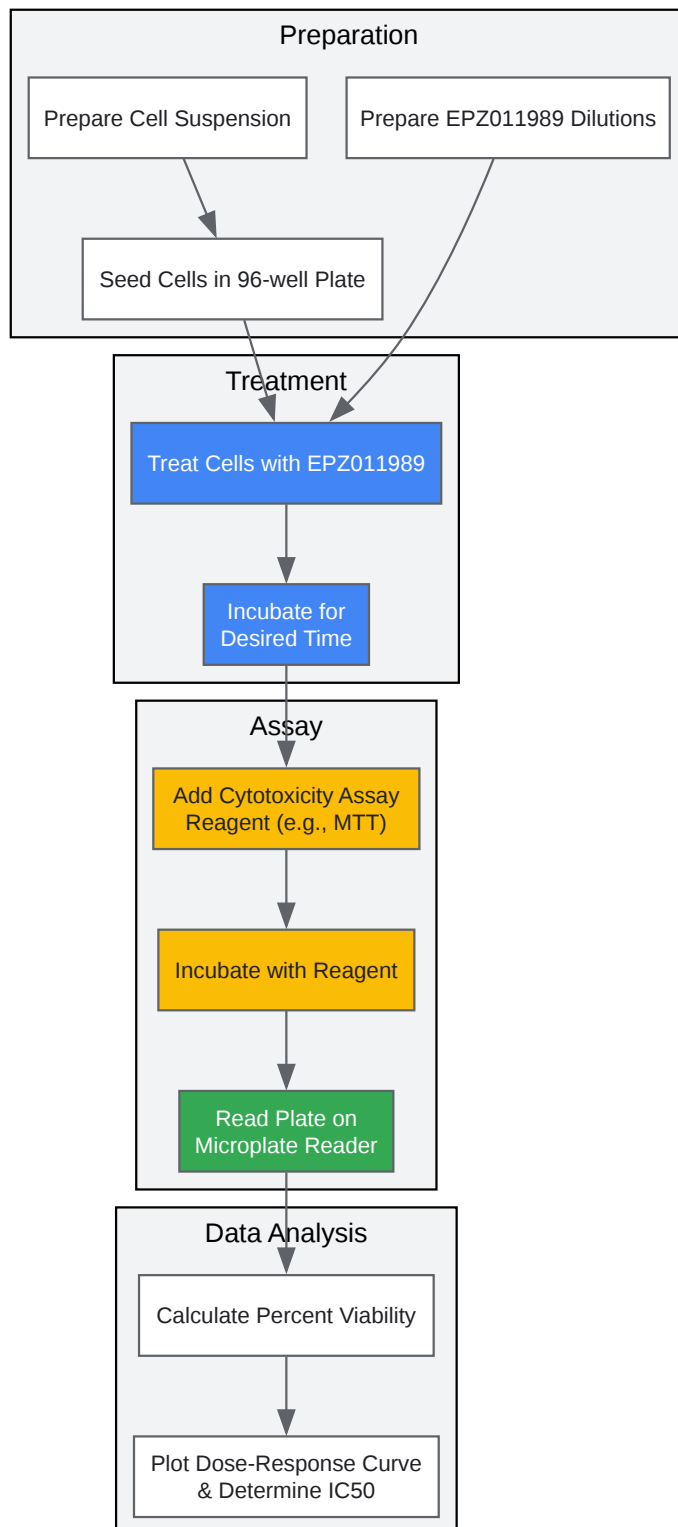 Preparation
Prepare Cell Suspension
Prepare EPZ011989 Dilutions
Seed Cells in 96-well Plate
Treatment
Treat Cells with EPZ011989
Incubate for
Desired Time
Assay
Add Cytotoxicity Assay
Reagent (e.g., MTT)
Incubate with Reagent
Read Plate on
Microplate Reader
Data Analysis
Calculate Percent Viability
Plot Dose-Response Curve
& Determine IC50